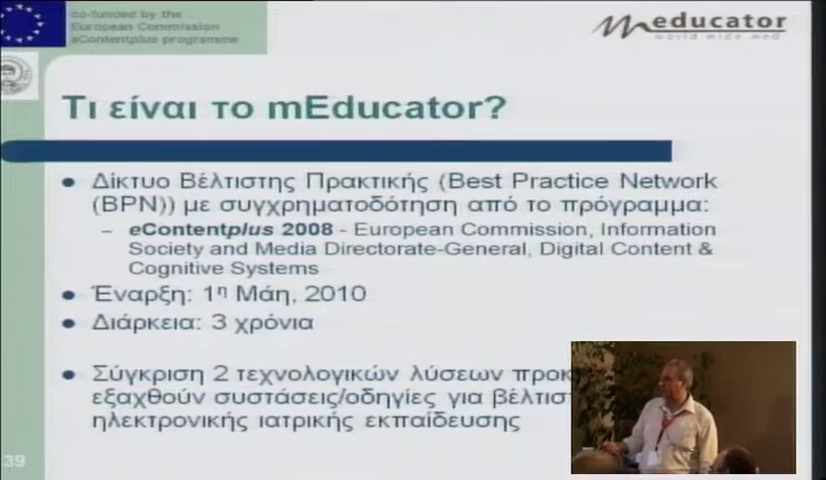 co-funded by the
European Commission
eContentplus programme
meducator
world wide med
Τι είναι το mEducator?
• Δίκτυο Βέλτιστης Πρακτικής (Best Practice Network
(BPN)) με συγχρηματοδότηση από το πρόγραμμα:
– eContentplus 2008 - European Commission, Information
Society and Media Directorate-General, Digital Content &
Cognitive Systems
• Έναρξη: 1η Μάη, 2010
• Διάρκεια: 3 χρόνια
• Σύγκριση 2 τεχνολογικών λύσεων
εξαχθούν συστάσεις/οδηγίες για
ηλεκτρονικής ιατρικής εκπαίδευσης
39